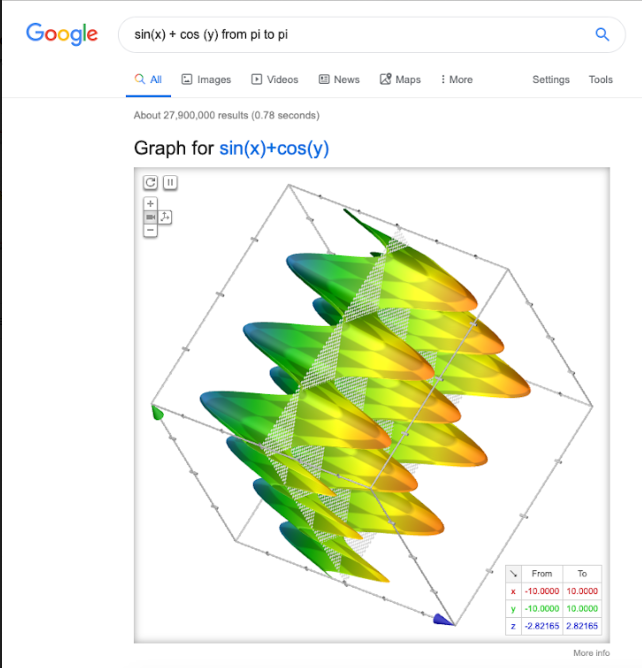 Google
sin(x) + cos (y) from pi to pi
All Images Videos News Maps More Settings Tools
About 27,900,000 results (0.78 seconds)
Graph for sin(x)+cos(y)
From To
x -10.0000 10.0000
y -10.0000 10.0000
z -2.82165 2.82165
More info